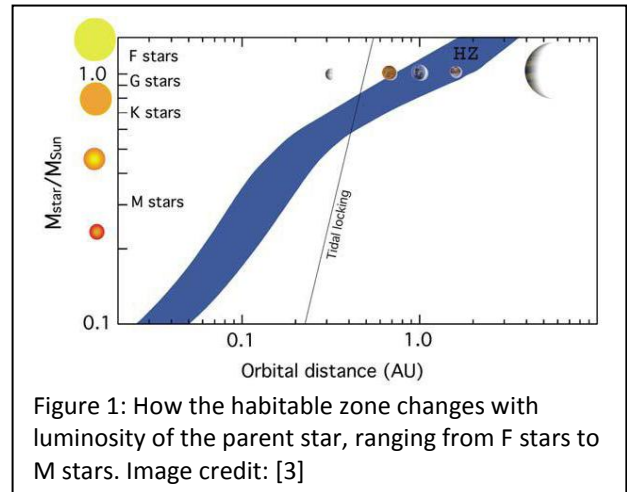 F stars
HZ
1.0
G stars
K stars
Mstar/MSun
M stars
Tidal locking
0.1
0.1
1.0
Orbital distance (AU)
Figure 1: How the habitable zone changes with
luminosity of the parent star, ranging from F stars to
M stars. Image credit: [3]